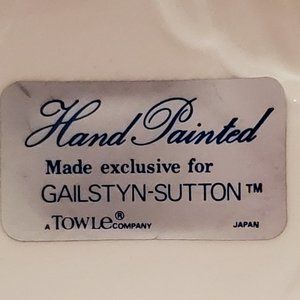 Hand Painted
Made exclusive for
GAILSTYN-SUTTON™
A TOWLE® COMPANY JAPAN